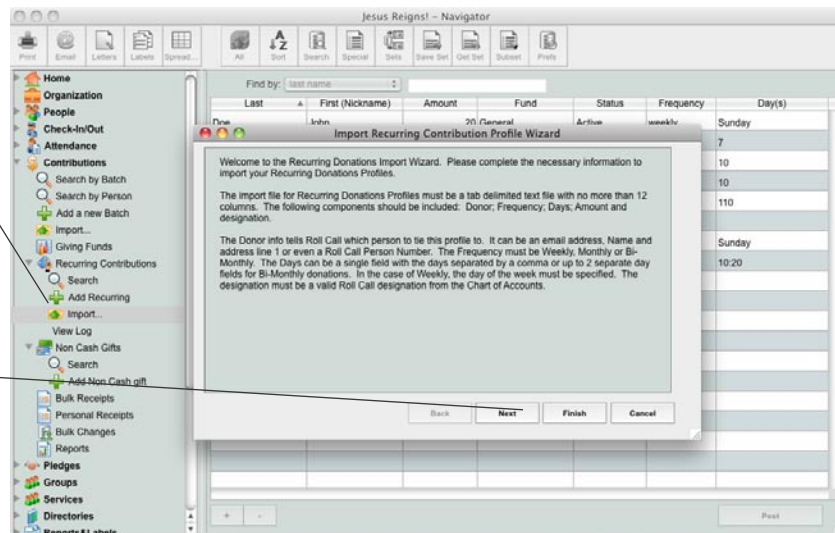 Jesus Reigns! – Navigator
Print Email Letters Labels Spread... All Sort Search Special Sets Save Set Get Set Subset Prefs
Home
Organization
People
Check-In/Out
Attendance
Contributions
Search by Batch
Search by Person
Add a new Batch
Import...
Giving Funds
Recurring Contributions
Search
Add Recurring
Import...
View Log
Non Cash Gifts
Search
Add Non Cash gift
Bulk Receipts
Personal Receipts
Bulk Changes
Reports
Pledges
Groups
Services
Directories
Reports & Labels
Find by: last name
Last First (Nickname) Amount Fund Status Frequency Day(s)
Doe John 20 General Active weekly Sunday
7
10
10
110
Sunday
10:20
Import Recurring Contribution Profile Wizard
Welcome to the Recurring Donations Import Wizard. Please complete the necessary information to
import your Recurring Donations Profiles.
The import file for Recurring Donations Profiles must be a tab delimited text file with no more than 12
columns. The following components should be included: Donor; Frequency; Days; Amount and
designation.
The Donor info tells Roll Call which person to tie this profile to. It can be an email address, Name and
address line 1 or even a Roll Call Person Number. The Frequency must be Weekly, Monthly or Bi-
Monthly. The Days can be a single field with the days separated by a comma or up to 2 separate day
fields for Bi-Monthly donations. In the case of Weekly, the day of the week must be specified. The
designation must be a valid Roll Call designation from the Chart of Accounts.
Back Next Finish Cancel
+ - Post